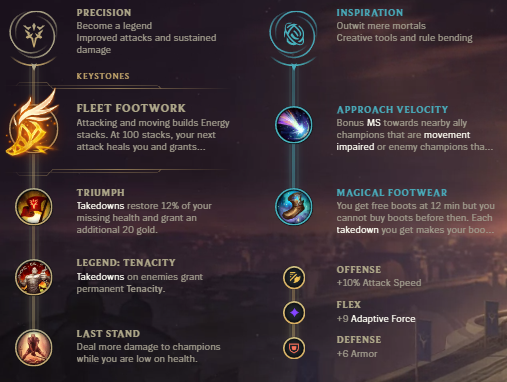 PRECISION
Become a legend
Improved attacks and sustained
damage
KEYSTONES
FLEET FOOTWORK
Attacking and moving builds Energy
stacks. At 100 stacks, your next
attack heals you and grants...
TRIUMPH
Takedowns restore 12% of your
missing health and grant an
additional 20 gold.
LEGEND: TENACITY
Takedowns on enemies grant
permanent Tenacity.
LAST STAND
Deal more damage to champions
while you are low on health.
INSPIRATION
Outwit mere mortals
Creative tools and rule bending
APPROACH VELOCITY
Bonus MS towards nearby ally
champions that are movement
impaired or enemy champions tha...
MAGICAL FOOTWEAR
You get free boots at 12 min but you
cannot buy boots before then. Each
takedown you get makes your boo...
OFFENSE
+10% Attack Speed
FLEX
+9 Adaptive Force
DEFENSE
+6 Armor